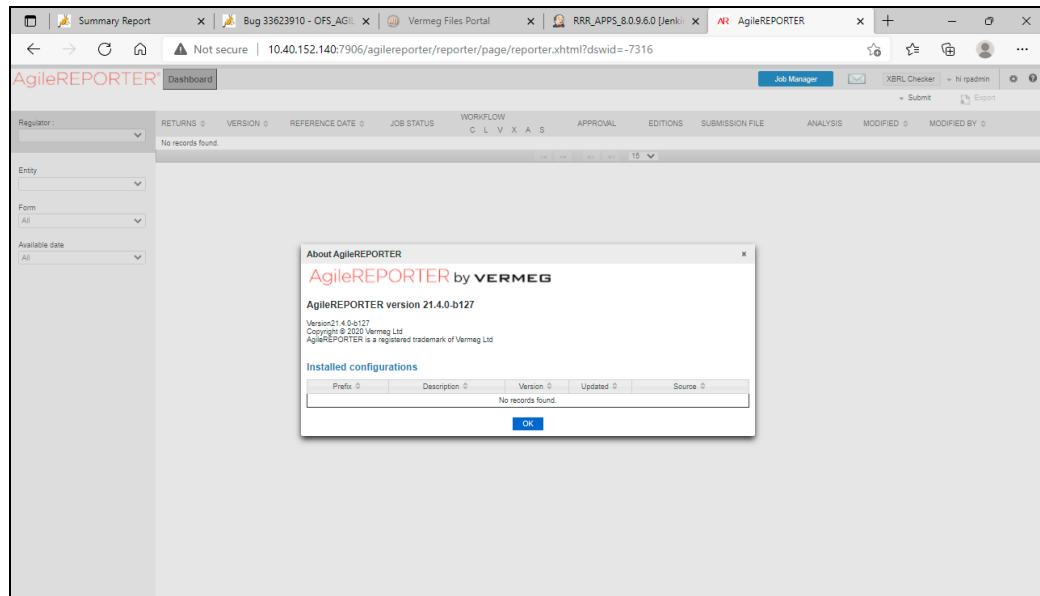 Summary Report
Bug 33623910 - OFS_AGIL
Vermeg Files Portal
RRR_APPS_8.0.9.6.0 [Jenkin
AR AgileREPORTER
Not secure | 10.40.152.140:7906/agilereporter/reporter/page/reporter.xhtml?dswid=-7316
AgileREPORTER® Dashboard Job Manager XBRL Checker hi rpadmin
Submit Export
Regulator :
RETURNS VERSION REFERENCE DATE JOB STATUS WORKFLOW APPROVAL EDITIONS SUBMISSION FILE ANALYSIS MODIFIED MODIFIED BY
C L V X A S
No records found.
15
Entity
Form
All
Available date
All
About AgileREPORTER
AgileREPORTER by VERMEG
AgileREPORTER version 21.4.0-b127
Version21.4.0-b127
Copyright © 2020 Vermeg Ltd
AgileREPORTER is a registered trademark of Vermeg Ltd
Installed configurations
Prefix Description Version Updated Source
No records found.
OK